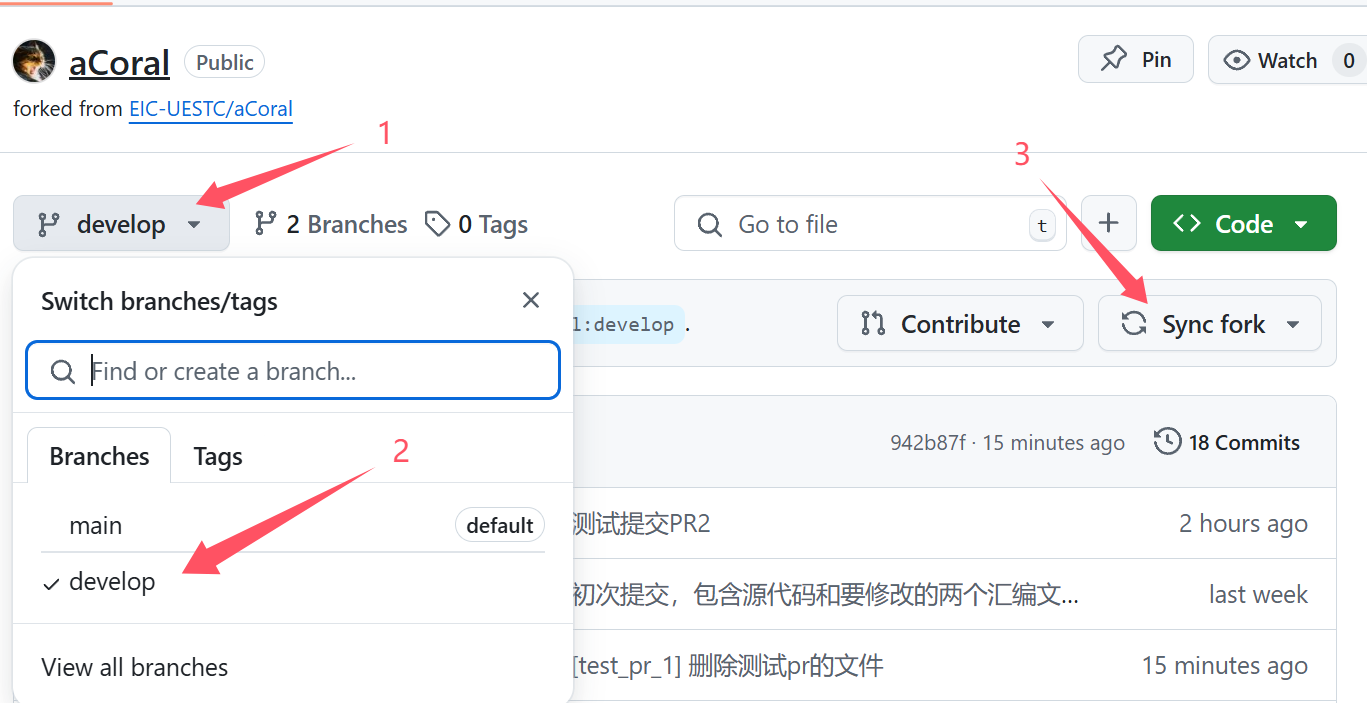 aCoral Public Pin Watch 0
forked from EIC-UESTC/aCoral
1
3
develop 2 Branches 0 Tags Go to file t + Code
Switch branches/tags
l:develop . Contribute Sync fork
Find or create a branch...
942b87f · 15 minutes ago 18 Commits
Branches Tags
2
main default 测试提交PR2 2 hours ago
develop 初次提交，包含源代码和要修改的两个汇编文... last week
View all branches [test_pr_1] 删除测试pr的文件 15 minutes ago